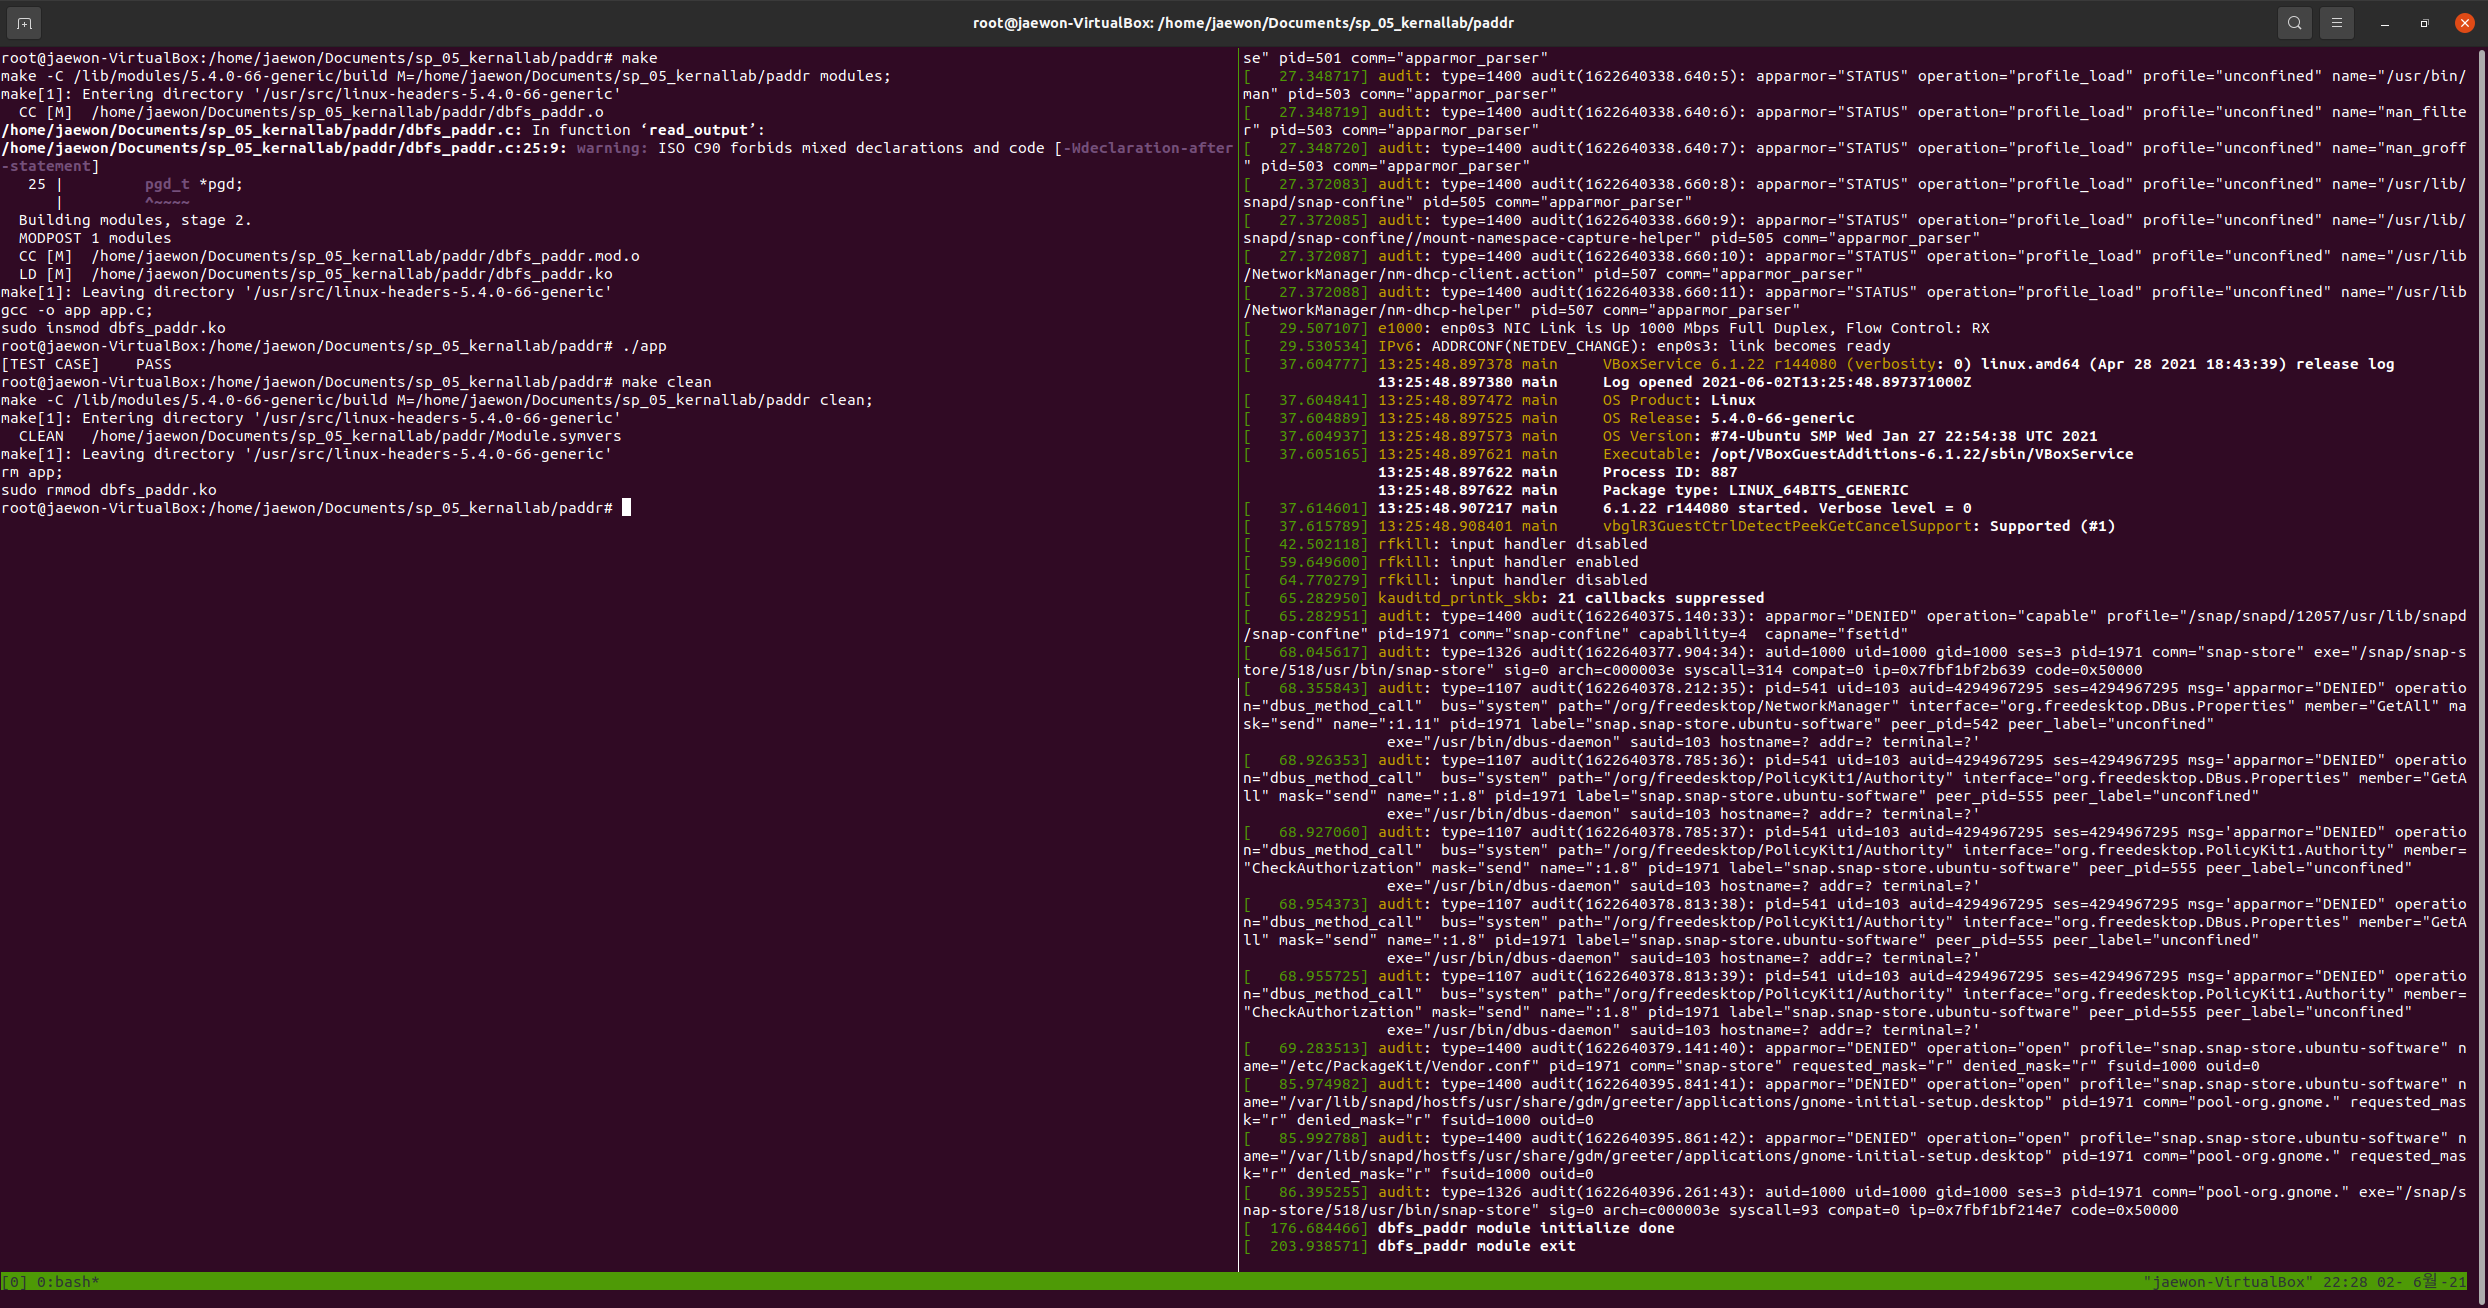 root@jaewon-VirtualBox: /home/jaewon/Documents/sp_05_kernallab/paddr
root@jaewon-VirtualBox:/home/jaewon/Documents/sp_05_kernallab/paddr# make
make -C /lib/modules/5.4.0-66-generic/build M=/home/jaewon/Documents/sp_05_kernallab/paddr modules;
make[1]: Entering directory '/usr/src/linux-headers-5.4.0-66-generic'
  CC [M]  /home/jaewon/Documents/sp_05_kernallab/paddr/dbfs_paddr.o
/home/jaewon/Documents/sp_05_kernallab/paddr/dbfs_paddr.c: In function ‘read_output’:
/home/jaewon/Documents/sp_05_kernallab/paddr/dbfs_paddr.c:25:9: warning: ISO C90 forbids mixed declarations and code [-Wdeclaration-after
-statement]
   25 |         pgd_t *pgd;
      |         ^~~~~
  Building modules, stage 2.
  MODPOST 1 modules
  CC [M]  /home/jaewon/Documents/sp_05_kernallab/paddr/dbfs_paddr.mod.o
  LD [M]  /home/jaewon/Documents/sp_05_kernallab/paddr/dbfs_paddr.ko
make[1]: Leaving directory '/usr/src/linux-headers-5.4.0-66-generic'
gcc -o app app.c;
sudo insmod dbfs_paddr.ko
root@jaewon-VirtualBox:/home/jaewon/Documents/sp_05_kernallab/paddr# ./app
[TEST CASE]    PASS
root@jaewon-VirtualBox:/home/jaewon/Documents/sp_05_kernallab/paddr# make clean
make -C /lib/modules/5.4.0-66-generic/build M=/home/jaewon/Documents/sp_05_kernallab/paddr clean;
make[1]: Entering directory '/usr/src/linux-headers-5.4.0-66-generic'
  CLEAN   /home/jaewon/Documents/sp_05_kernallab/paddr/Module.symvers
make[1]: Leaving directory '/usr/src/linux-headers-5.4.0-66-generic'
rm app;
sudo rmmod dbfs_paddr.ko
root@jaewon-VirtualBox:/home/jaewon/Documents/sp_05_kernallab/paddr#
se" pid=501 comm="apparmor_parser"
[   27.348717] audit: type=1400 audit(1622640338.640:5): apparmor="STATUS" operation="profile_load" profile="unconfined" name="/usr/bin/
man" pid=503 comm="apparmor_parser"
[   27.348719] audit: type=1400 audit(1622640338.640:6): apparmor="STATUS" operation="profile_load" profile="unconfined" name="man_filte
r" pid=503 comm="apparmor_parser"
[   27.348720] audit: type=1400 audit(1622640338.640:7): apparmor="STATUS" operation="profile_load" profile="unconfined" name="man_groff
" pid=503 comm="apparmor_parser"
[   27.372083] audit: type=1400 audit(1622640338.660:8): apparmor="STATUS" operation="profile_load" profile="unconfined" name="/usr/lib/
snapd/snap-confine" pid=505 comm="apparmor_parser"
[   27.372085] audit: type=1400 audit(1622640338.660:9): apparmor="STATUS" operation="profile_load" profile="unconfined" name="/usr/lib/
snapd/snap-confine//mount-namespace-capture-helper" pid=505 comm="apparmor_parser"
[   27.372087] audit: type=1400 audit(1622640338.660:10): apparmor="STATUS" operation="profile_load" profile="unconfined" name="/usr/lib
/NetworkManager/nm-dhcp-client.action" pid=507 comm="apparmor_parser"
[   27.372088] audit: type=1400 audit(1622640338.660:11): apparmor="STATUS" operation="profile_load" profile="unconfined" name="/usr/lib
/NetworkManager/nm-dhcp-helper" pid=507 comm="apparmor_parser"
[   29.507107] e1000: enp0s3 NIC Link is Up 1000 Mbps Full Duplex, Flow Control: RX
[   29.530534] IPv6: ADDRCONF(NETDEV_CHANGE): enp0s3: link becomes ready
[   37.604777] 13:25:48.897378 main     VBoxService 6.1.22 r144080 (verbosity: 0) linux.amd64 (Apr 28 2021 18:43:39) release log
               13:25:48.897380 main     Log opened 2021-06-02T13:25:48.897371000Z
[   37.604841] 13:25:48.897472 main     OS Product: Linux
[   37.604889] 13:25:48.897525 main     OS Release: 5.4.0-66-generic
[   37.604937] 13:25:48.897573 main     OS Version: #74-Ubuntu SMP Wed Jan 27 22:54:38 UTC 2021
[   37.605165] 13:25:48.897621 main     Executable: /opt/VBoxGuestAdditions-6.1.22/sbin/VBoxService
               13:25:48.897622 main     Process ID: 887
               13:25:48.897622 main     Package type: LINUX_64BITS_GENERIC
[   37.614601] 13:25:48.907217 main     6.1.22 r144080 started. Verbose level = 0
[   37.615789] 13:25:48.908401 main     vbglR3GuestCtrlDetectPeekGetCancelSupport: Supported (#1)
[   42.502118] rfkill: input handler disabled
[   59.649600] rfkill: input handler enabled
[   64.770279] rfkill: input handler disabled
[   65.282950] kauditd_printk_skb: 21 callbacks suppressed
[   65.282951] audit: type=1400 audit(1622640375.140:33): apparmor="DENIED" operation="capable" profile="/snap/snapd/12057/usr/lib/snapd
/snap-confine" pid=1971 comm="snap-confine" capability=4  capname="fsetid"
[   68.045617] audit: type=1326 audit(1622640377.904:34): auid=1000 uid=1000 gid=1000 ses=3 pid=1971 comm="snap-store" exe="/snap/snap-s
tore/518/usr/bin/snap-store" sig=0 arch=c000003e syscall=314 compat=0 ip=0x7fbf1bf2b639 code=0x50000
[   68.355843] audit: type=1107 audit(1622640378.212:35): pid=541 uid=103 auid=4294967295 ses=4294967295 msg='apparmor="DENIED" operatio
n="dbus_method_call"  bus="system" path="/org/freedesktop/NetworkManager" interface="org.freedesktop.DBus.Properties" member="GetAll" ma
sk="send" name=":1.11" pid=1971 label="snap.snap-store.ubuntu-software" peer_pid=542 peer_label="unconfined"
                exe="/usr/bin/dbus-daemon" sauid=103 hostname=? addr=? terminal=?'
[   68.926353] audit: type=1107 audit(1622640378.785:36): pid=541 uid=103 auid=4294967295 ses=4294967295 msg='apparmor="DENIED" operatio
n="dbus_method_call"  bus="system" path="/org/freedesktop/PolicyKit1/Authority" interface="org.freedesktop.DBus.Properties" member="GetA
ll" mask="send" name=":1.8" pid=1971 label="snap.snap-store.ubuntu-software" peer_pid=555 peer_label="unconfined"
                exe="/usr/bin/dbus-daemon" sauid=103 hostname=? addr=? terminal=?'
[   68.927060] audit: type=1107 audit(1622640378.785:37): pid=541 uid=103 auid=4294967295 ses=4294967295 msg='apparmor="DENIED" operatio
n="dbus_method_call"  bus="system" path="/org/freedesktop/PolicyKit1/Authority" interface="org.freedesktop.PolicyKit1.Authority" member=
"CheckAuthorization" mask="send" name=":1.8" pid=1971 label="snap.snap-store.ubuntu-software" peer_pid=555 peer_label="unconfined"
                exe="/usr/bin/dbus-daemon" sauid=103 hostname=? addr=? terminal=?'
[   68.954373] audit: type=1107 audit(1622640378.813:38): pid=541 uid=103 auid=4294967295 ses=4294967295 msg='apparmor="DENIED" operatio
n="dbus_method_call"  bus="system" path="/org/freedesktop/PolicyKit1/Authority" interface="org.freedesktop.DBus.Properties" member="GetA
ll" mask="send" name=":1.8" pid=1971 label="snap.snap-store.ubuntu-software" peer_pid=555 peer_label="unconfined"
                exe="/usr/bin/dbus-daemon" sauid=103 hostname=? addr=? terminal=?'
[   68.955725] audit: type=1107 audit(1622640378.813:39): pid=541 uid=103 auid=4294967295 ses=4294967295 msg='apparmor="DENIED" operatio
n="dbus_method_call"  bus="system" path="/org/freedesktop/PolicyKit1/Authority" interface="org.freedesktop.PolicyKit1.Authority" member=
"CheckAuthorization" mask="send" name=":1.8" pid=1971 label="snap.snap-store.ubuntu-software" peer_pid=555 peer_label="unconfined"
                exe="/usr/bin/dbus-daemon" sauid=103 hostname=? addr=? terminal=?'
[   69.283513] audit: type=1400 audit(1622640379.141:40): apparmor="DENIED" operation="open" profile="snap.snap-store.ubuntu-software" n
ame="/etc/PackageKit/Vendor.conf" pid=1971 comm="snap-store" requested_mask="r" denied_mask="r" fsuid=1000 ouid=0
[   85.974982] audit: type=1400 audit(1622640395.841:41): apparmor="DENIED" operation="open" profile="snap.snap-store.ubuntu-software" n
ame="/var/lib/snapd/hostfs/usr/share/gdm/greeter/applications/gnome-initial-setup.desktop" pid=1971 comm="pool-org.gnome." requested_mas
k="r" denied_mask="r" fsuid=1000 ouid=0
[   85.992788] audit: type=1400 audit(1622640395.861:42): apparmor="DENIED" operation="open" profile="snap.snap-store.ubuntu-software" n
ame="/var/lib/snapd/hostfs/usr/share/gdm/greeter/applications/gnome-initial-setup.desktop" pid=1971 comm="pool-org.gnome." requested_mas
k="r" denied_mask="r" fsuid=1000 ouid=0
[   86.395255] audit: type=1326 audit(1622640396.261:43): auid=1000 uid=1000 gid=1000 ses=3 pid=1971 comm="pool-org.gnome." exe="/snap/s
nap-store/518/usr/bin/snap-store" sig=0 arch=c000003e syscall=93 compat=0 ip=0x7fbf1bf214e7 code=0x50000
[  176.684466] dbfs_paddr module initialize done
[  203.938571] dbfs_paddr module exit
[0] 0:bash*
"jaewon-VirtualBox" 22:28 02- 6월-21